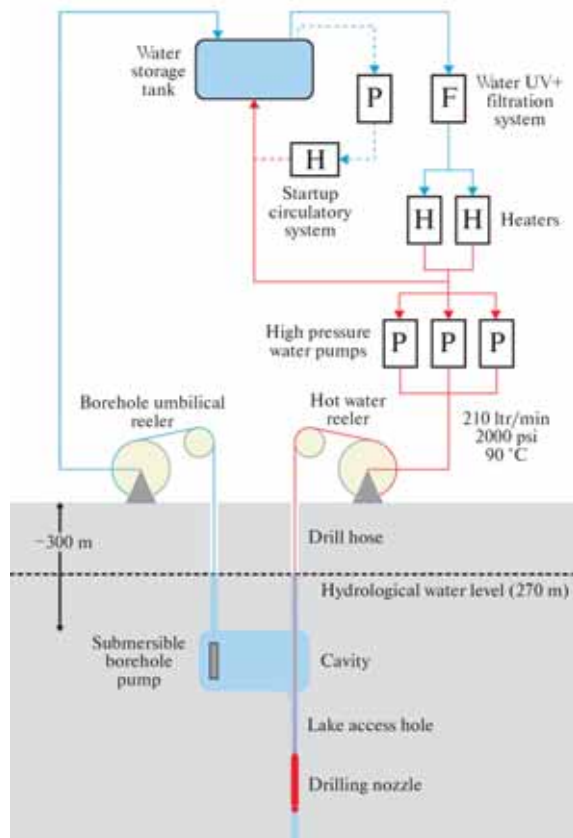 Water
storage
tank
P
F
Water UV+
filtration
system
H
Startup
circulatory
system
H
H
Heaters
High pressure
water pumps
P
P
P
Borehole umbilical
reeler
Hot water
reeler
210 ltr/min
2000 psi
90 °C
~300 m
Drill hose
Hydrological water level (270 m)
Submersible
borehole
pump
Cavity
Lake access hole
Drilling nozzle